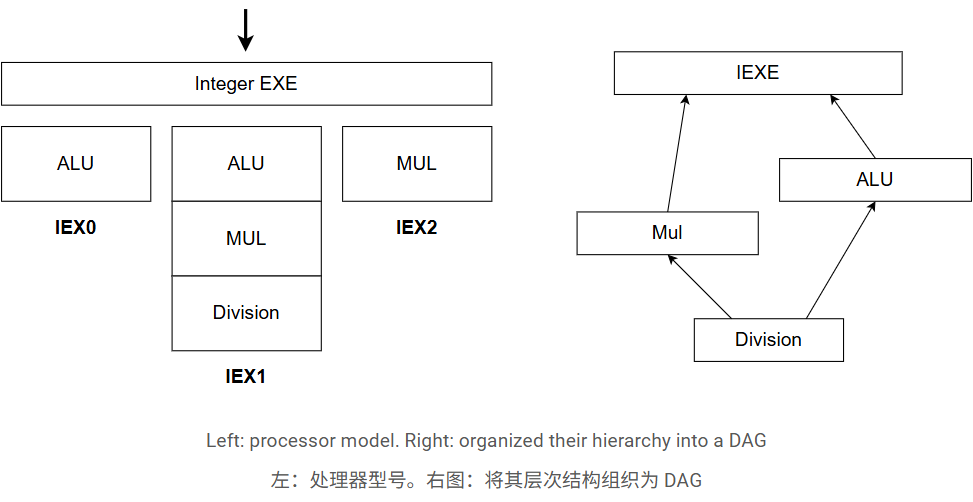 Integer EXE
ALU
ALU
MUL
IEX0
MUL
IEX2
Division
IEX1
IEXE
ALU
Mul
Division
Left: processor model. Right: organized their hierarchy into a DAG
左：处理器型号。右图：将其层次结构组织为 DAG